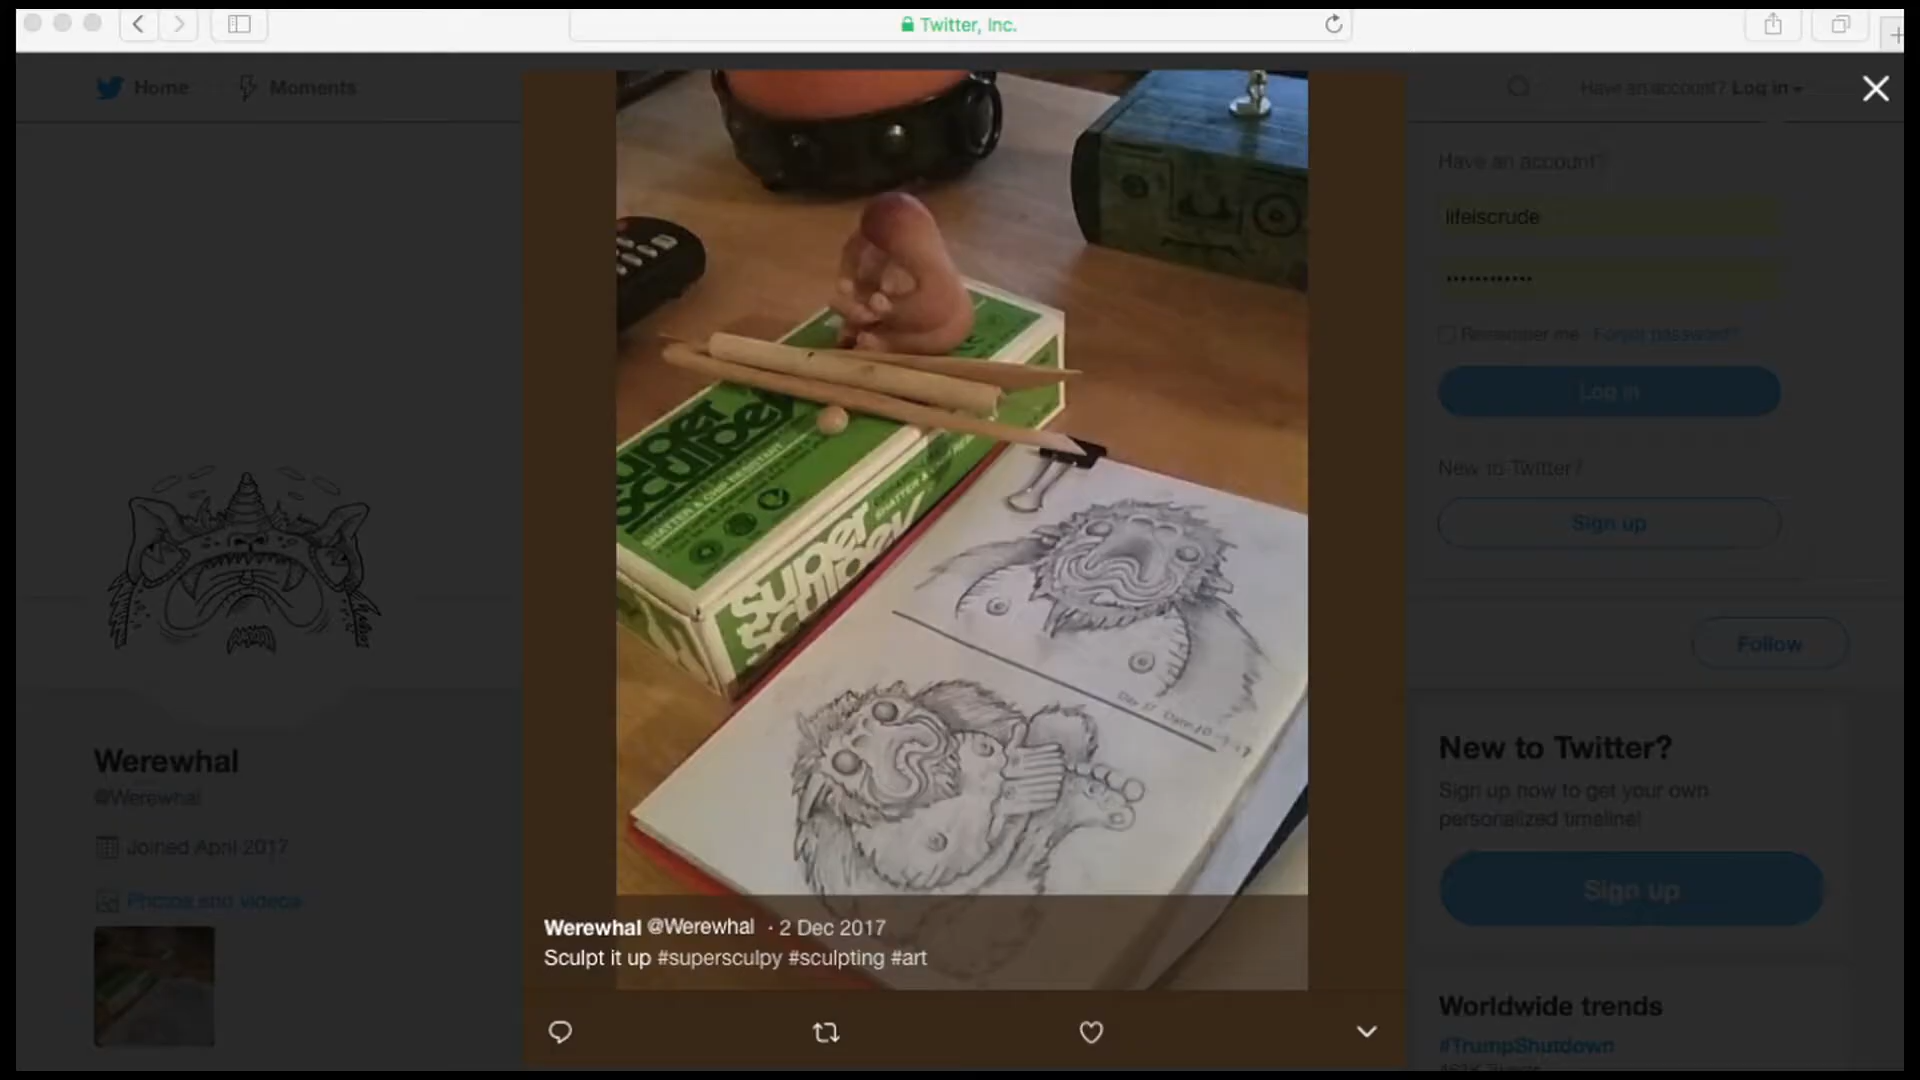 Twitter, Inc.
Home
Moments
Have an account? Log in
Have an account?
lifeiscrude
Remember me · Forgot password?
Log in
New to Twitter?
Sign up
Follow
Werewhal
@Werewhal
Joined April 2017
Photos and videos
super
sculpey
SHATTER & CHIP RESISTANT
super
sculpey
Werewhal @Werewhal · 2 Dec 2017
Sculpt it up #supersculpy #sculpting #art
New to Twitter?
Sign up now to get your own
personalized timeline!
Sign up
Worldwide trends
#TrumpShutdown